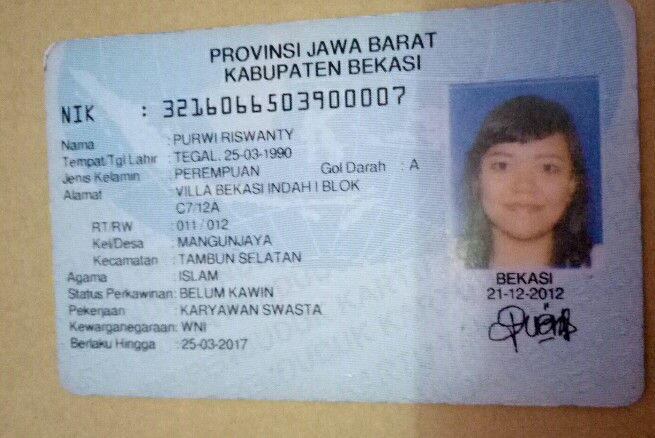 PROVINSI JAWA BARAT
KABUPATEN BEKASI
NIK : 3216066503900007
Nama : PURWI RISWANTY
Tempat/Tgl Lahir : TEGAL. 25-03-1990
Jenis Kelamin : PEREMPUAN Gol Darah : A
Alamat : VILLA BEKASI INDAH I BLOK
C7/12A
RT/RW : 011 / 012
Kel/Desa : MANGUNJAYA
Kecamatan : TAMBUN SELATAN
Agama : ISLAM
Status Perkawinan: BELUM KAWIN
Pekerjaan : KARYAWAN SWASTA
Kewarganegaraan: WNI
Berlaku Hingga : 25-03-2017
BEKASI
21-12-2012